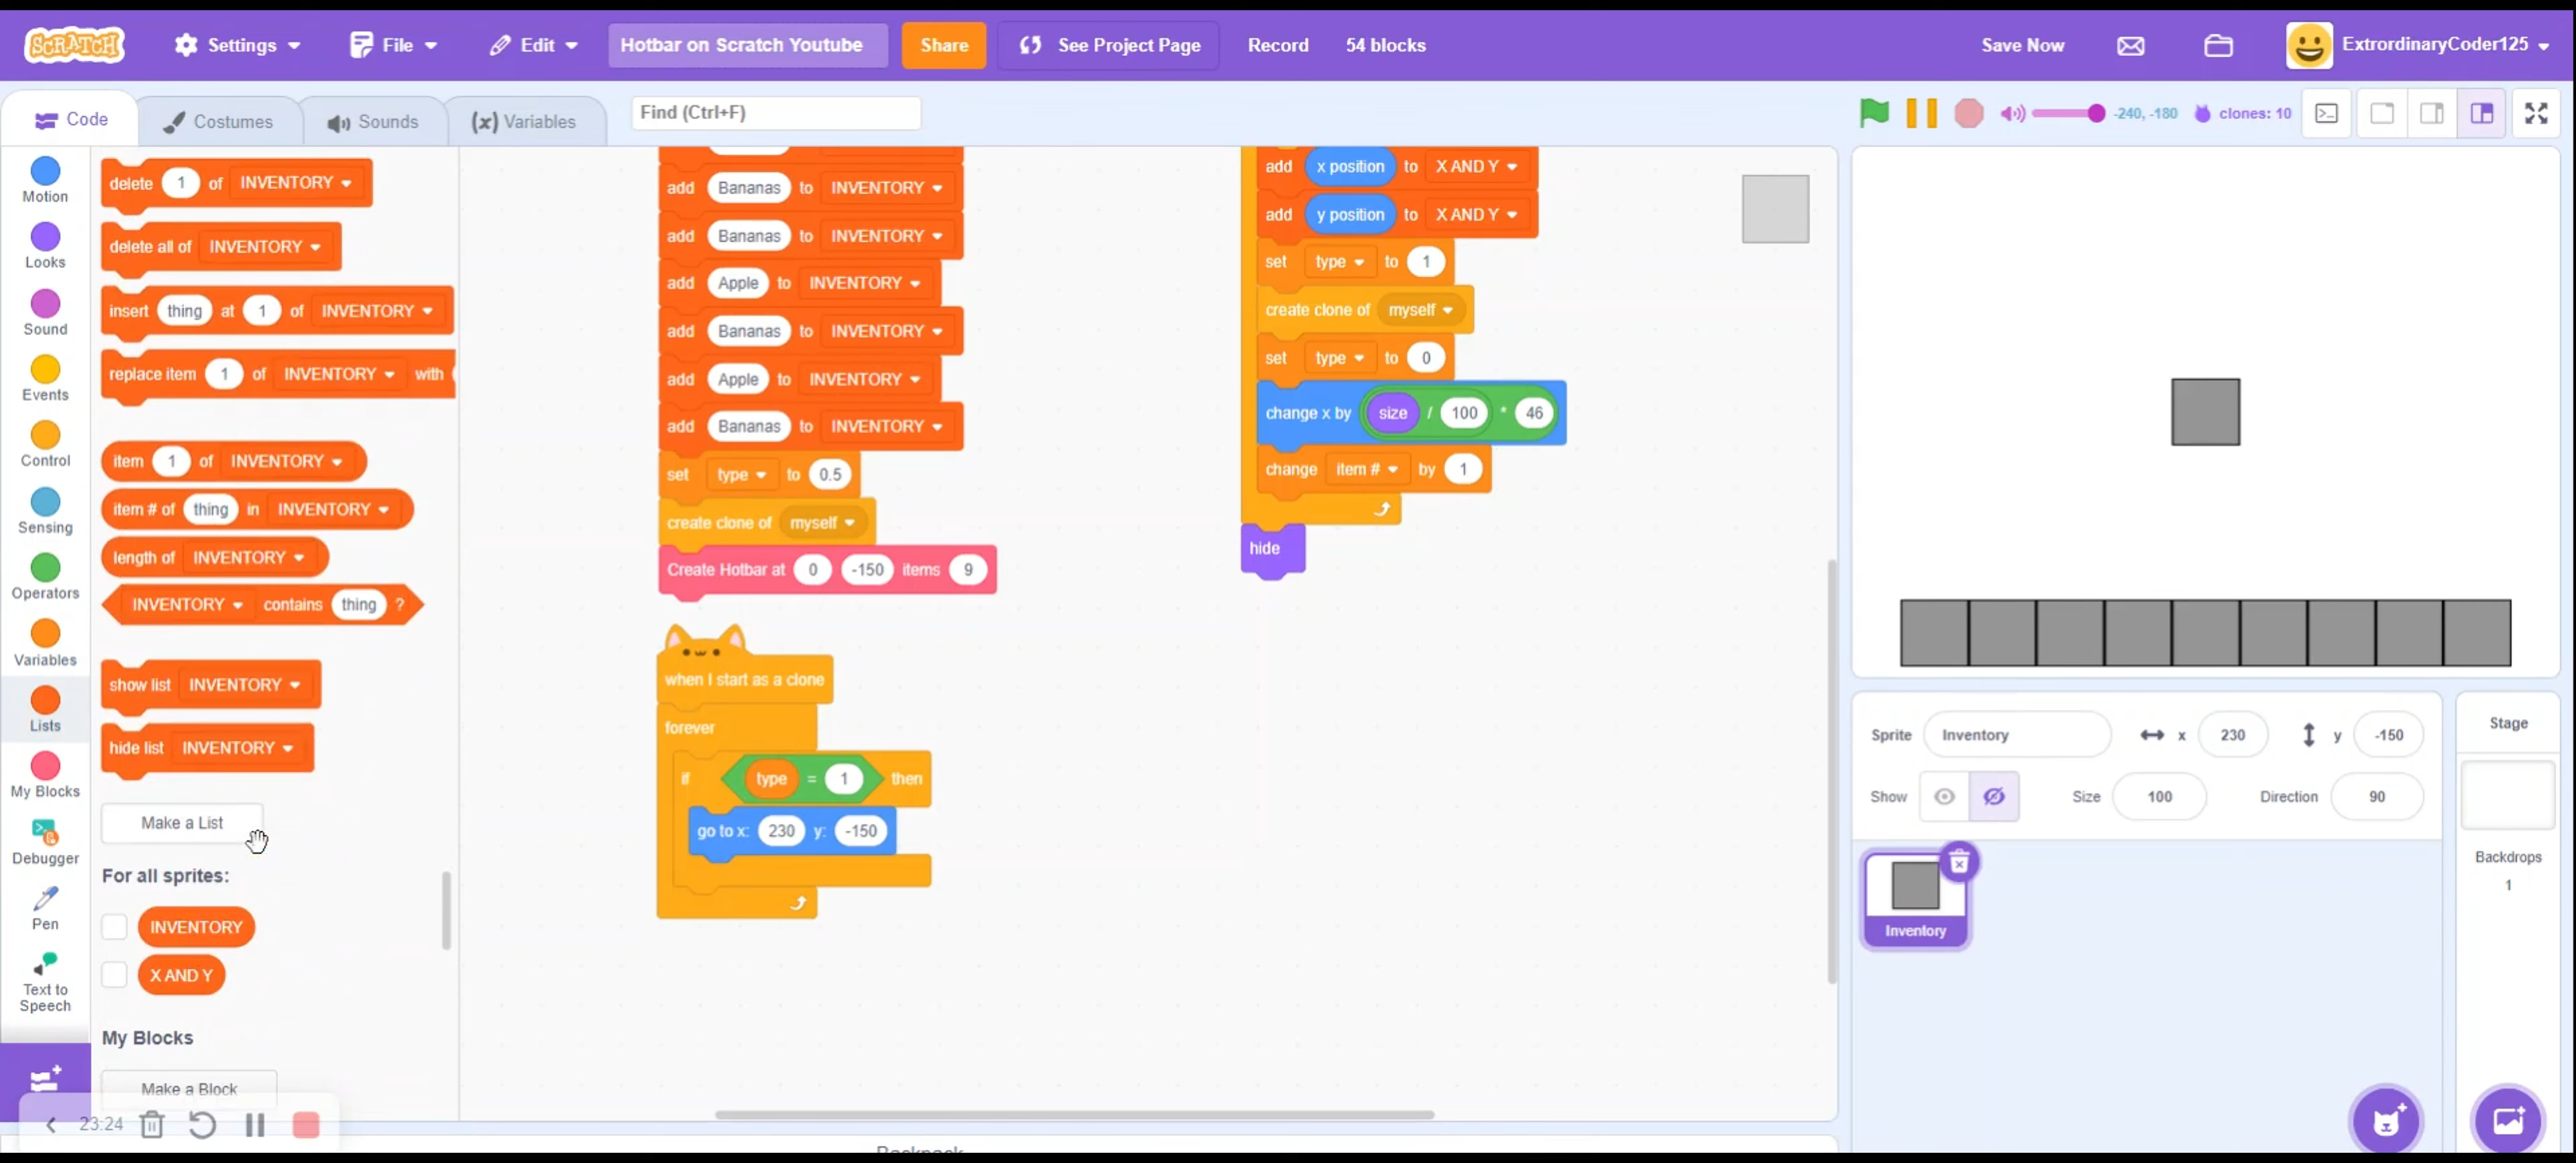 SCRATCH Settings File Edit Hotbar on Scratch Youtube Share See Project Page Record 54 blocks Save Now ExtrordinaryCoder125
Code Costumes Sounds (x) Variables Find (Ctrl+F) -240, -180 clones: 10
Motion
Looks
Sound
Events
Control
Sensing
Operators
Variables
Lists
My Blocks
Debugger
Pen
Text to
Speech
delete 1 of INVENTORY
delete all of INVENTORY
insert thing at 1 of INVENTORY
replace item 1 of INVENTORY with
item 1 of INVENTORY
item # of thing in INVENTORY
length of INVENTORY
INVENTORY contains thing ?
show list INVENTORY
hide list INVENTORY
Make a List
For all sprites:
INVENTORY
X AND Y
My Blocks
Make a Block
23:24
add Bananas to INVENTORY
add Bananas to INVENTORY
add Apple to INVENTORY
add Bananas to INVENTORY
add Apple to INVENTORY
add Bananas to INVENTORY
set type to 0.5
create clone of myself
Create Hotbar at 0 -150 items 9
when I start as a clone
forever
if type = 1 then
go to x: 230 y: -150
add x position to X AND Y
add y position to X AND Y
set type to 1
create clone of myself
set type to 0
change x by size / 100 * 46
change item # by 1
hide
Sprite Inventory x 230 y -150
Show Size 100 Direction 90
Inventory
Stage
Backdrops
1
Backpack